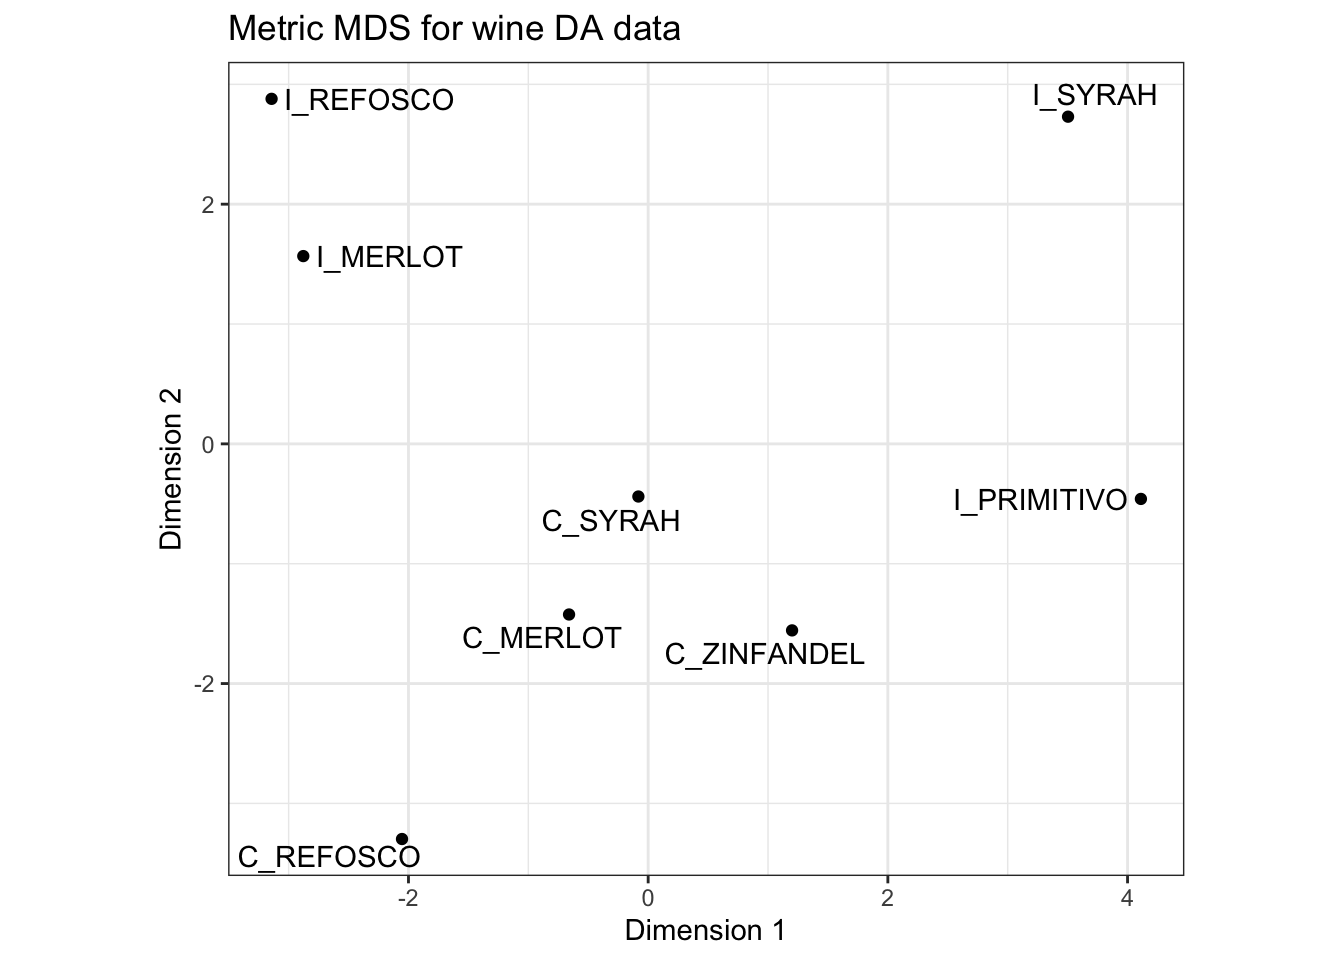 Metric MDS for wine DA data
I_SYRAH
I_REFOSCO
2
I_MERLOT
0
I_PRIMITIVO
C_SYRAH
C_MERLOT
C_ZINFANDEL
-2
C_REFOSCO
Dimension 2
-2 0 2 4
Dimension 1